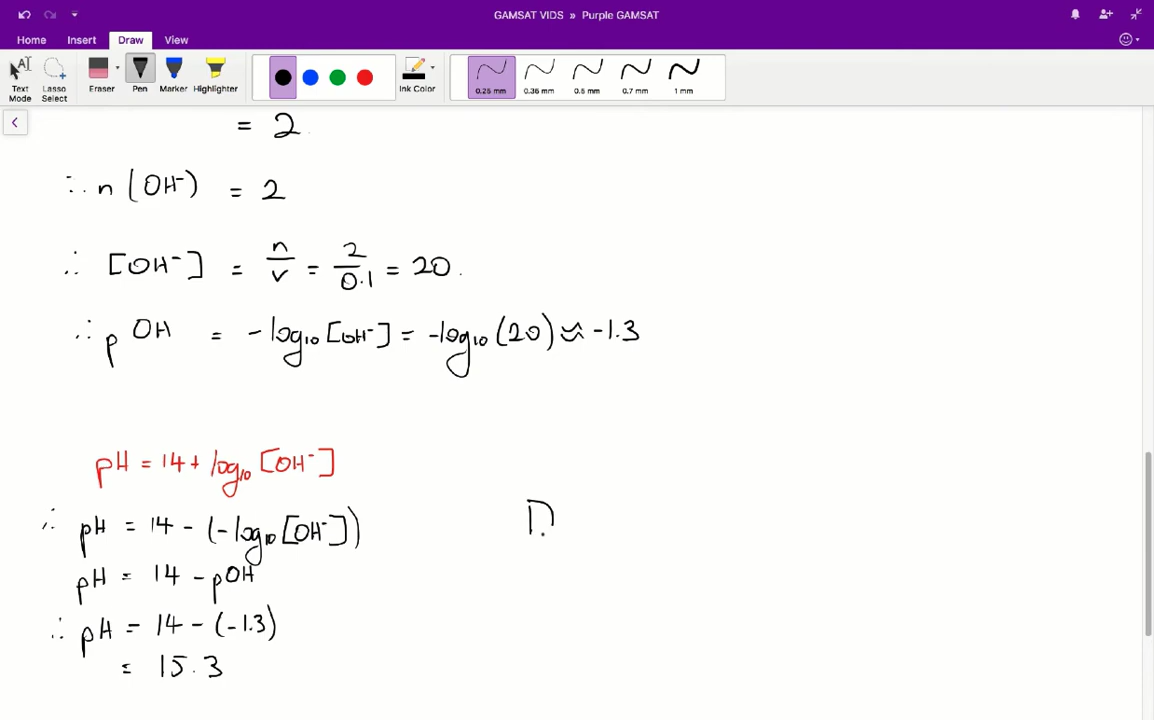 GAMSAT VIDS » Purple GAMSAT
Home Insert Draw View
Text Mode
Lasso Select
Eraser
Pen
Marker
Highlighter
Ink Color
0.25 mm
0.35 mm
0.5 mm
0.7 mm
1 mm
= 2
∴ n (OH⁻) = 2
∴ [OH⁻] = n/v = 2/0.1 = 20.
∴ pOH = -log₁₀ [OH⁻] = -log₁₀ (20) ≈ -1.3
pH = 14 + log₁₀ [OH⁻]
∴ pH = 14 - (-log₁₀ [OH⁻])
D.
pH = 14 - pOH
∴ pH = 14 - (-1.3)
= 15.3